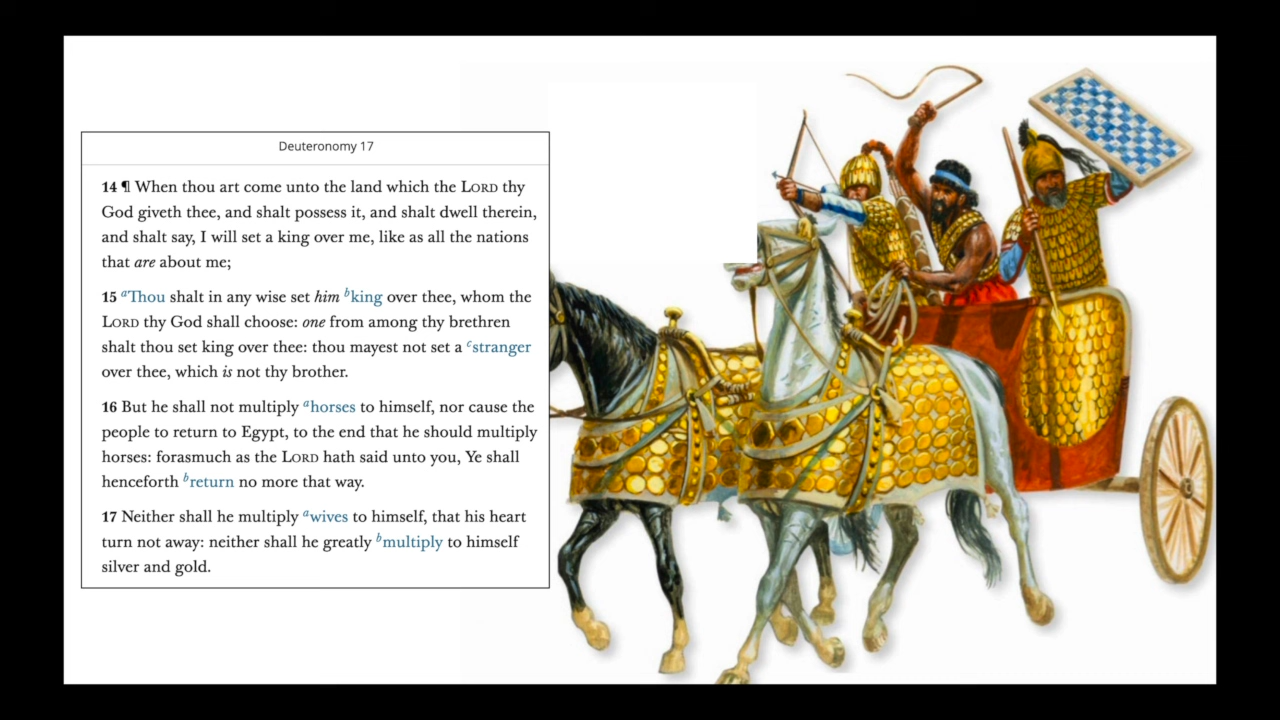 Deuteronomy 17
14 ¶ When thou art come unto the land which the LORD thy
God giveth thee, and shalt possess it, and shalt dwell therein,
and shalt say, I will set a king over me, like as all the nations
that are about me;
15 aThou shalt in any wise set him bking over thee, whom the
LORD thy God shall choose: one from among thy brethren
shalt thou set king over thee: thou mayest not set a cstranger
over thee, which is not thy brother.
16 But he shall not multiply ahorses to himself, nor cause the
people to return to Egypt, to the end that he should multiply
horses: forasmuch as the LORD hath said unto you, Ye shall
henceforth breturn no more that way.
17 Neither shall he multiply awives to himself, that his heart
turn not away: neither shall he greatly bmultiply to himself
silver and gold.